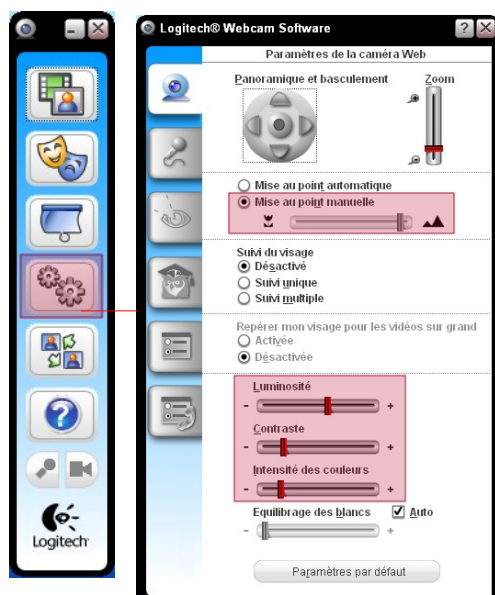 Logitech® Webcam Software
Paramètres de la caméra Web
Panoramique et basculement
Zoom
Mise au point automatique
Mise au point manuelle
Suivi du visage
Désactivé
Suivi unique
Suivi multiple
Repérer mon visage pour les vidéos sur grand
Activée
Désactivée
Luminosité
- +
Contraste
- +
Intensité des couleurs
- +
Equilibrage des blancs Auto
- +
Paramètres par défaut
Logitech